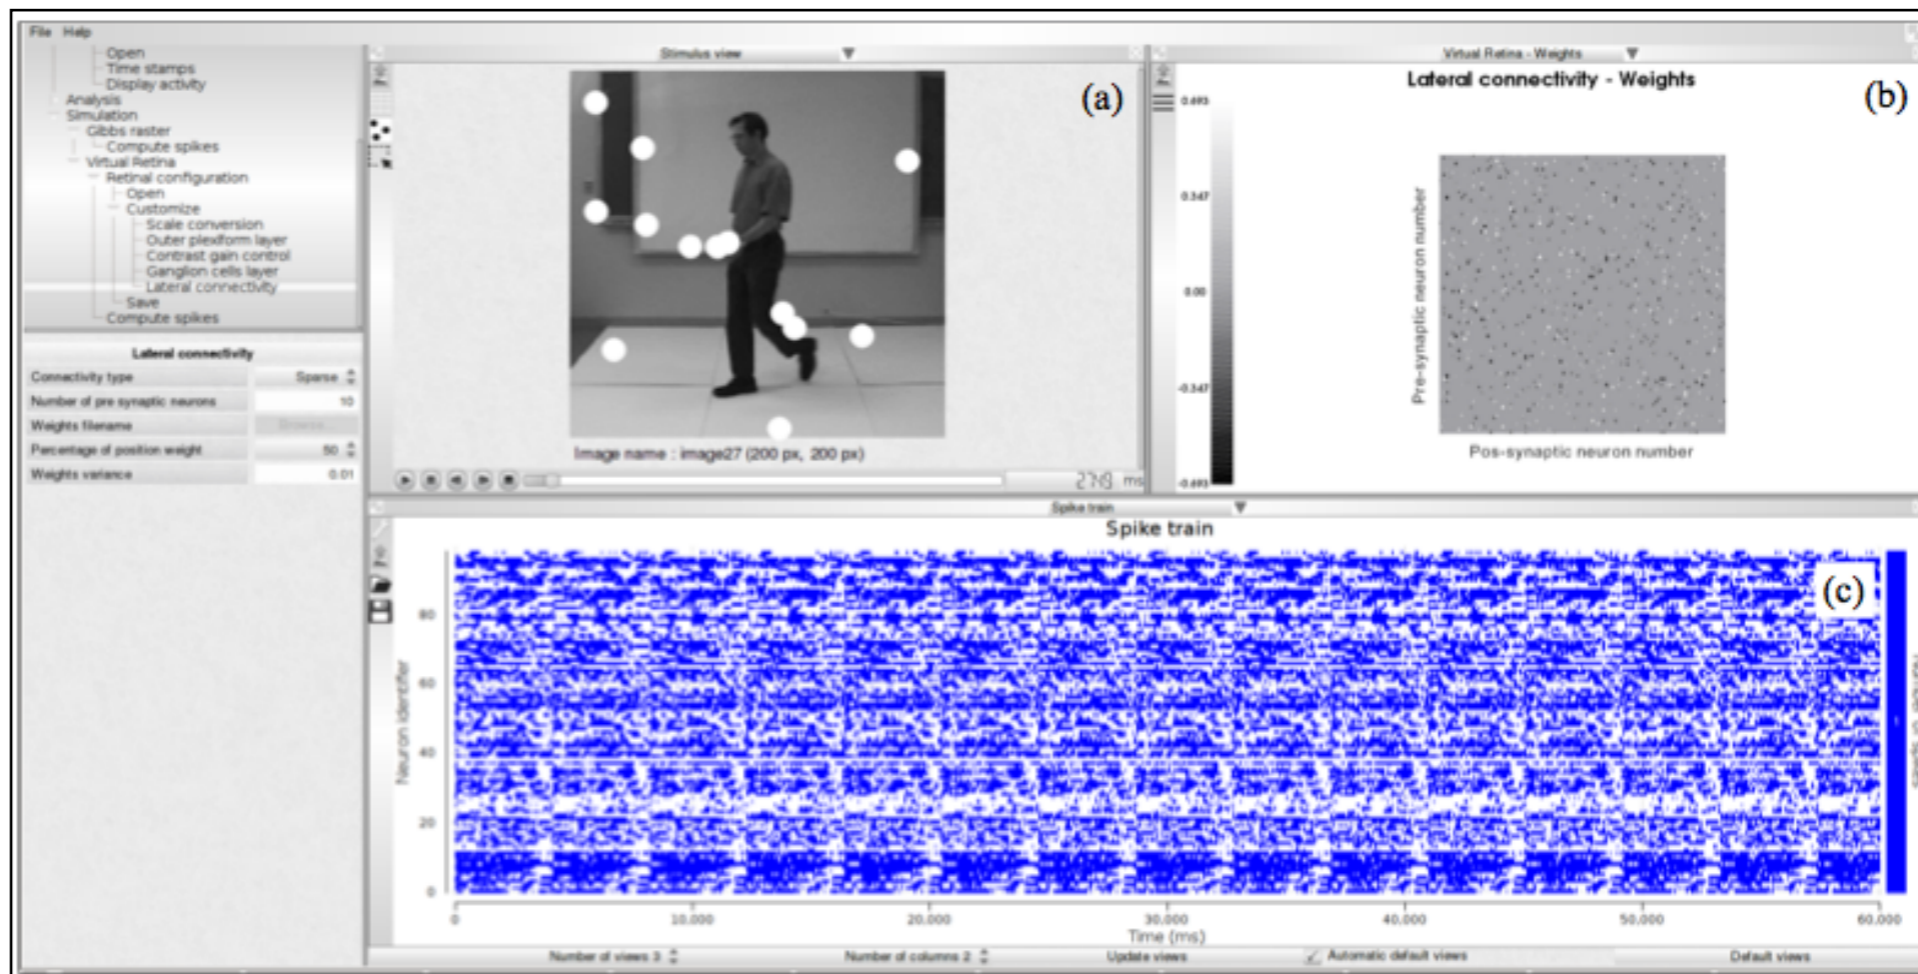 File Help
Open
Time stamps
Display activity
Analysis
Simulation
Gibbs raster
Compute spikes
Virtual Retina
Retinal configuration
Open
Customize
Scale conversion
Outer plexiform layer
Contrast gain control
Ganglion cells layer
Lateral connectivity
Save
Compute spikes
Lateral connectivity
Connectivity type Sparse
Number of pre synaptic neurons 10
Weights filename Browse...
Percentage of position weight 50
Weights variance 0.01
Stimulus view
(a)
Image name : image27 (200 px, 200 px)
2719 ms
Virtual Retina - Weights
Lateral connectivity - Weights
(b)
0.693
0.347
0.00
-0.347
-0.693
Pre-synaptic neuron number
Pos-synaptic neuron number
Spike train
Spike train
(c)
80
60
40
20
0
Neuron identifier
0 10,000 20,000 30,000 40,000 50,000 60,000
Time (ms)
Number of views 3 Number of columns 2 Update views Automatic default views Default views